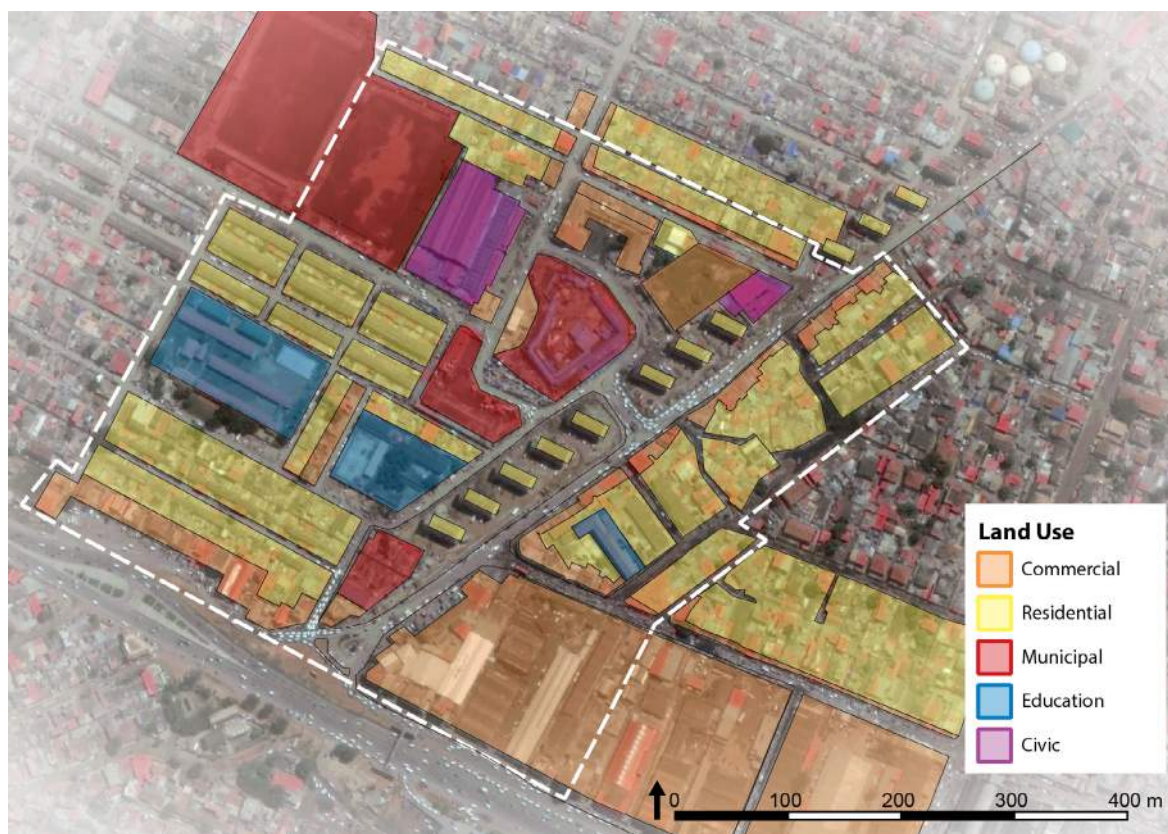 Land Use
Commercial
Residential
Municipal
Education
Civic
0 100 200 300 400 m